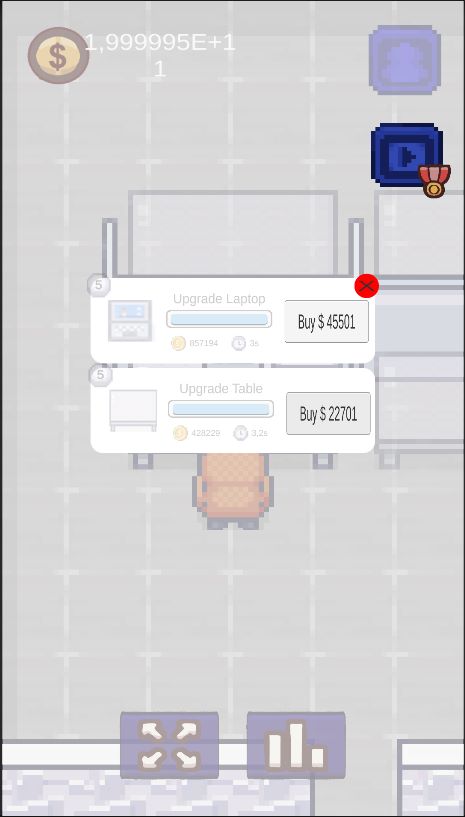 $
1,999995E+1
1
5
Upgrade Laptop
857194
3s
Buy $ 45501
5
Upgrade Table
428229
3,2s
Buy $ 22701